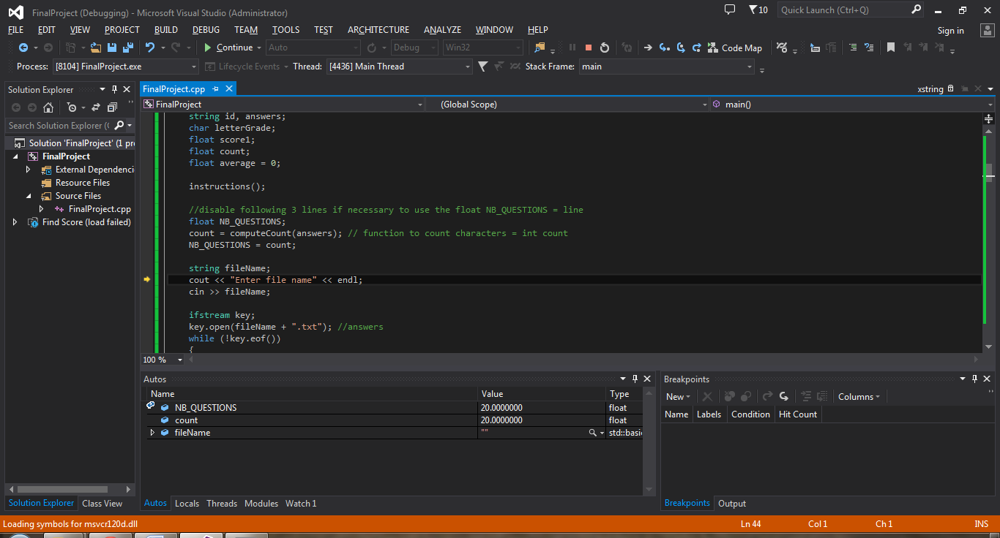 FinalProject (Debugging) - Microsoft Visual Studio (Administrator)
10
Quick Launch (Ctrl+Q)
FILE EDIT VIEW PROJECT BUILD DEBUG TEAM TOOLS TEST ARCHITECTURE ANALYZE WINDOW HELP
Sign in
Continue Auto Debug Win32 Code Map
Process: [8104] FinalProject.exe Lifecycle Events Thread: [4436] Main Thread Stack Frame: main
Solution Explorer
Search Solution Explorer (
Solution 'FinalProject' (1 pr
FinalProject
External Dependenci
Resource Files
Source Files
FinalProject.cpp
Find Score (load failed)
Solution Explorer Class View
FinalProject.cpp
xstring
FinalProject (Global Scope) main()
string id, answers;
char letterGrade;
float score1;
float count;
float average = 0;
instructions();
//disable following 3 lines if necessary to use the float NB_QUESTIONS = line
float NB_QUESTIONS;
count = computeCount(answers); // function to count characters = int count
NB_QUESTIONS = count;
string fileName;
cout << "Enter file name" << endl;
cin >> fileName;
ifstream key;
key.open(fileName + ".txt"); //answers
while (!key.eof())
{
100 %
Autos
Name Value Type
NB_QUESTIONS 20.0000000 float
count 20.0000000 float
fileName "" std::basic
Autos Locals Threads Modules Watch 1
Breakpoints
New Columns
Name Labels Condition Hit Count
Breakpoints Output
Loading symbols for msvcr120d.dll
Ln 44 Col 1 Ch 1 INS